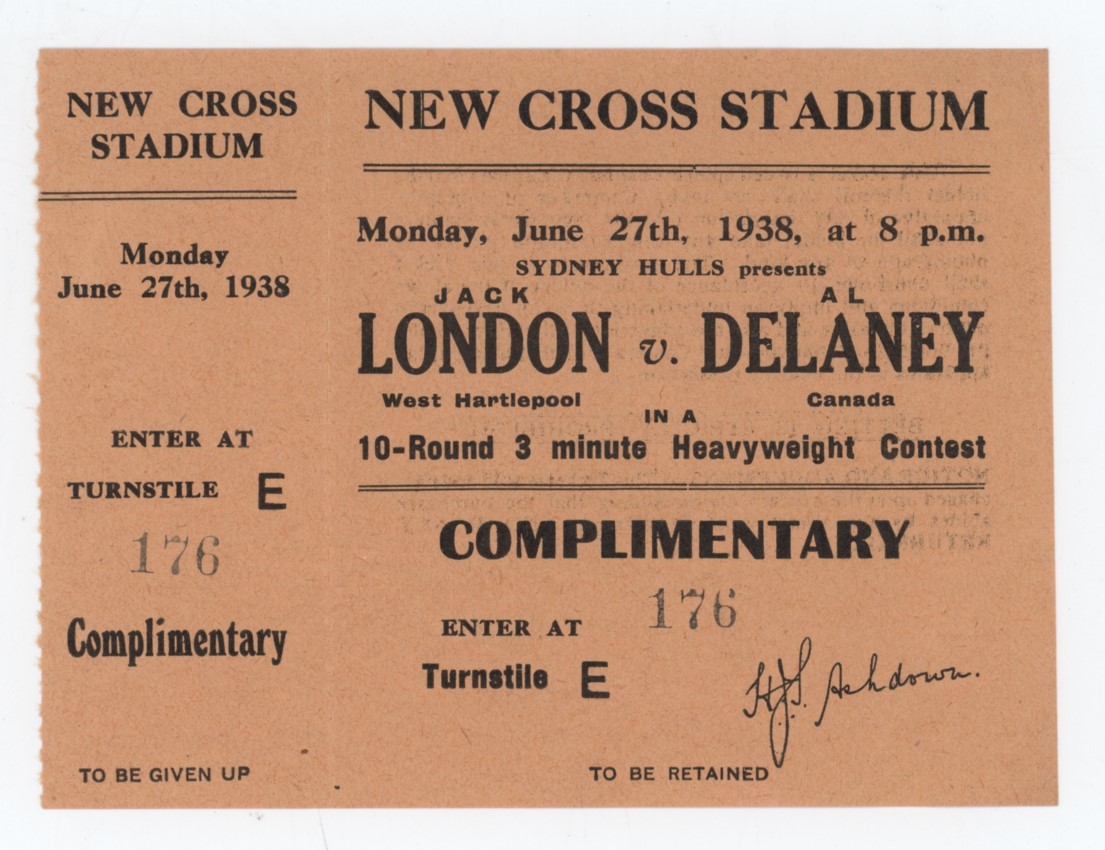 NEW CROSS
STADIUM
Monday
June 27th, 1938
ENTER AT
TURNSTILE E
176
Complimentary
TO BE GIVEN UP
NEW CROSS STADIUM
Monday, June 27th, 1938, at 8 p.m.
SYDNEY HULLS presents
JACK AL
LONDON v. DELANEY
West Hartlepool Canada
IN A
10-Round 3 minute Heavyweight Contest
COMPLIMENTARY
176
ENTER AT
Turnstile E
H.J.S. Ashdown.
TO BE RETAINED